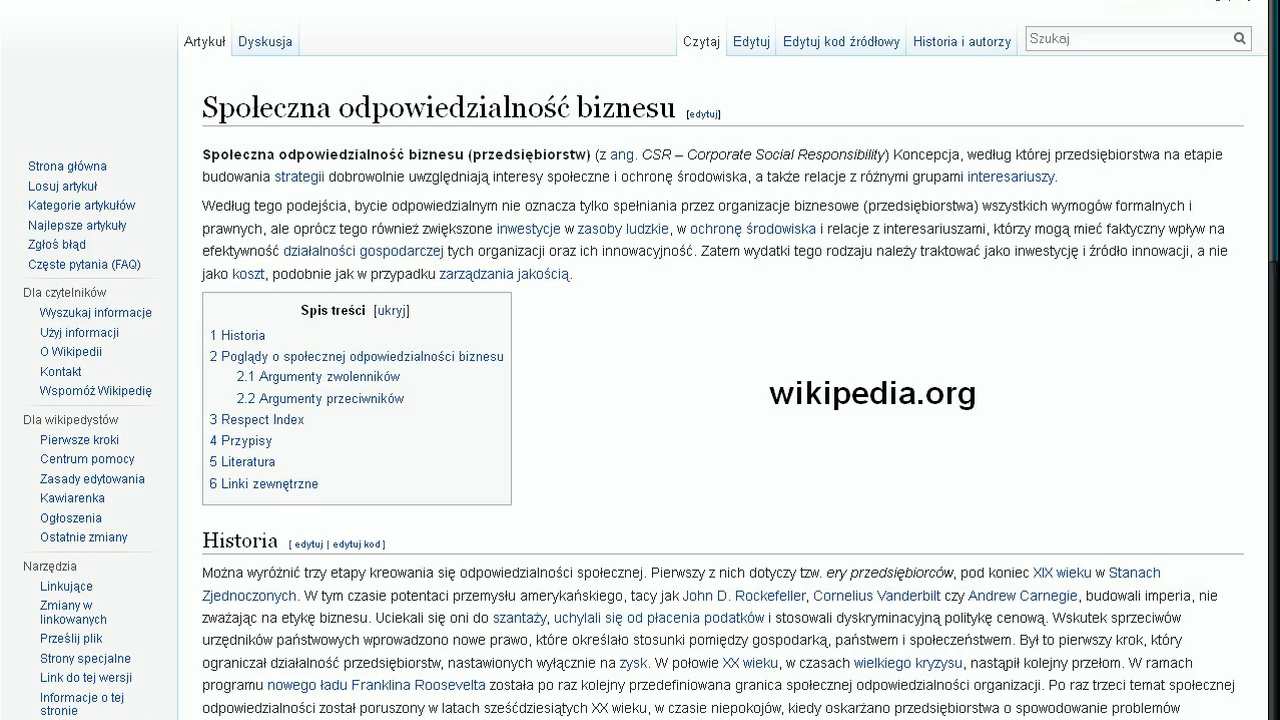 Artykuł Dyskusja Czytaj Edytuj Edytuj kod źródłowy Historia i autorzy Szukaj
Społeczna odpowiedzialność biznesu [edytuj]
Społeczna odpowiedzialność biznesu (przedsiębiorstw) (z ang. CSR – Corporate Social Responsibility) Koncepcja, według której przedsiębiorstwa na etapie
budowania strategii dobrowolnie uwzględniają interesy społeczne i ochronę środowiska, a także relacje z różnymi grupami interesariuszy.
Według tego podejścia, bycie odpowiedzialnym nie oznacza tylko spełniania przez organizacje biznesowe (przedsiębiorstwa) wszystkich wymogów formalnych i
prawnych, ale oprócz tego również zwiększone inwestycje w zasoby ludzkie, w ochronę środowiska i relacje z interesariuszami, którzy mogą mieć faktyczny wpływ na
efektywność działalności gospodarczej tych organizacji oraz ich innowacyjność. Zatem wydatki tego rodzaju należy traktować jako inwestycję i źródło innowacji, a nie
jako koszt, podobnie jak w przypadku zarządzania jakością.
Spis treści [ukryj]
1 Historia
2 Poglądy o społecznej odpowiedzialności biznesu
2.1 Argumenty zwolenników
2.2 Argumenty przeciwników
3 Respect Index
4 Przypisy
5 Literatura
6 Linki zewnętrzne
wikipedia.org
Historia [ edytuj | edytuj kod ]
Można wyróżnić trzy etapy kreowania się odpowiedzialności społecznej. Pierwszy z nich dotyczy tzw. ery przedsiębiorców, pod koniec XIX wieku w Stanach
Zjednoczonych. W tym czasie potentaci przemysłu amerykańskiego, tacy jak John D. Rockefeller, Cornelius Vanderbilt czy Andrew Carnegie, budowali imperia, nie
zważając na etykę biznesu. Uciekali się oni do szantaży, uchylali się od płacenia podatków i stosowali dyskryminacyjną politykę cenową. Wskutek sprzeciwów
urzędników państwowych wprowadzono nowe prawo, które określało stosunki pomiędzy gospodarką, państwem i społeczeństwem. Był to pierwszy krok, który
ograniczał działalność przedsiębiorstw, nastawionych wyłącznie na zysk. W połowie XX wieku, w czasach wielkiego kryzysu, nastąpił kolejny przełom. W ramach
programu nowego ładu Franklina Roosevelta została po raz kolejny przedefiniowana granica społecznej odpowiedzialności organizacji. Po raz trzeci temat społecznej
odpowiedzialności został poruszony w latach sześćdziesiątych XX wieku, w czasie niepokojów, kiedy oskarżano przedsiębiorstwa o spowodowanie problemów
Strona główna
Losuj artykuł
Kategorie artykułów
Najlepsze artykuły
Zgłoś błąd
Częste pytania (FAQ)
Dla czytelników
Wyszukaj informacje
Użyj informacji
O Wikipedii
Kontakt
Wspomóż Wikipedię
Dla wikipedystów
Pierwsze kroki
Centrum pomocy
Zasady edytowania
Kawiarenka
Ogłoszenia
Ostatnie zmiany
Narzędzia
Linkujące
Zmiany w
linkowanych
Prześlij plik
Strony specjalne
Link do tej wersji
Informacje o tej
stronie